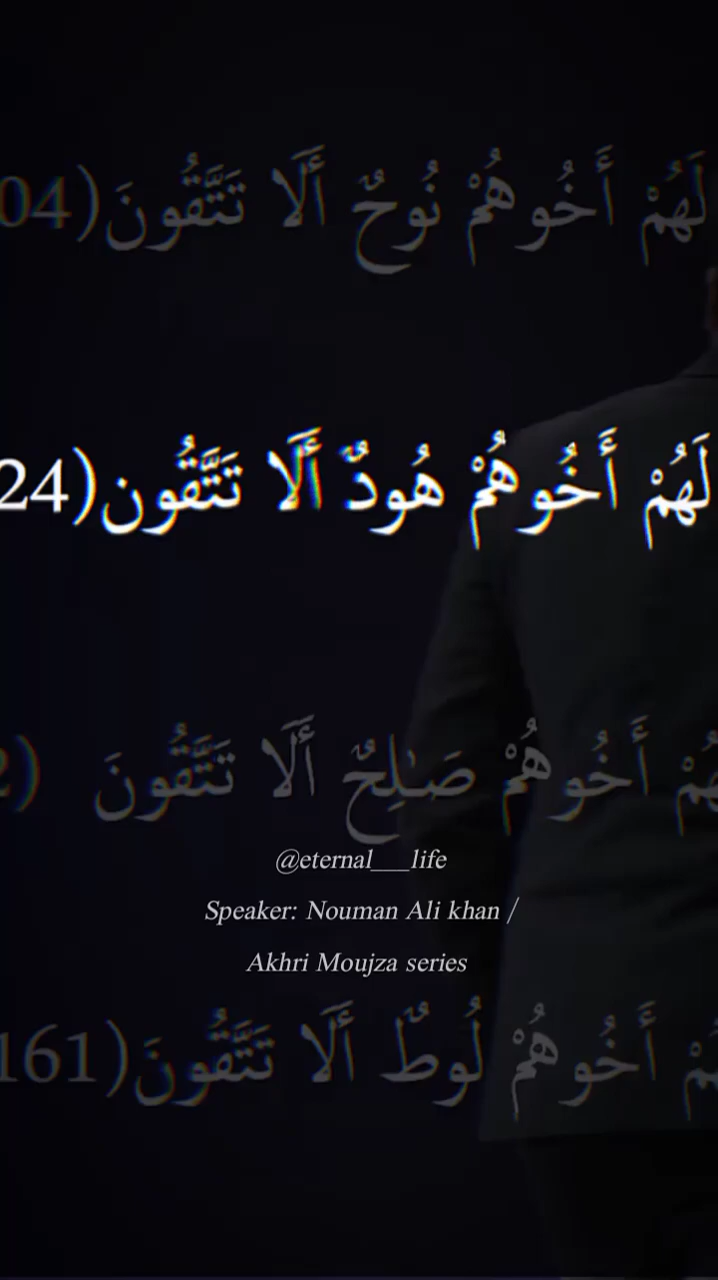 لَهُمْ أَخُوهُمْ نُوحٌ أَلَا تَتَّقُونَ(04
لَهُمْ أَخُوهُمْ هُودٌ أَلَا تَتَّقُون(24
هُمْ أَخُوهُمْ صَـٰلِحٌ أَلَا تَتَّقُونَ (2
@eternal___life
Speaker: Nouman Ali khan /
Akhri Moujza series
هُمْ أَخُوهُمْ لُوطٌ أَلَا تَتَّقُونَ(161